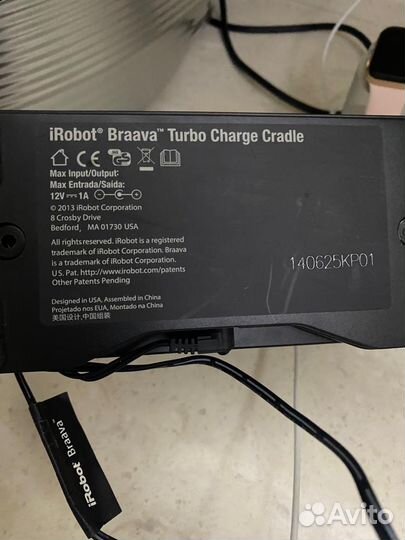 iRobot® Braava™ Turbo Charge Cradle
Max Input/Output:
Max Entrada/Saída:
12V 1A
© 2013 iRobot Corporation
8 Crosby Drive
Bedford, MA 01730 USA
All rights reserved. iRobot is a registered
trademark of iRobot Corporation. Braava
is a trademark of iRobot Corporation.
U.S. Pat. http://www.irobot.com/patents
Other Patents Pending
Designed in USA, Assembled in China
Projetado nos EUA, Montado na China
美国设计,中国组装
140625KP01
iRobot® Braava™
Avito